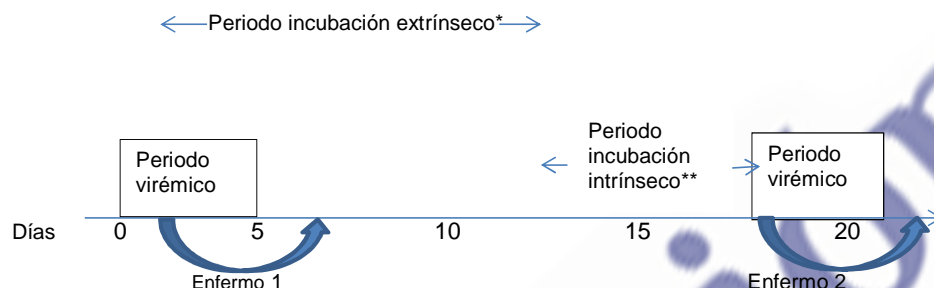 Periodo incubación extrínseco*
Periodo
incubación
intrínseco**
Periodo
virémico
Periodo
virémico
Días 0 5 10 15 20
Enfermo 1 Enfermo 2